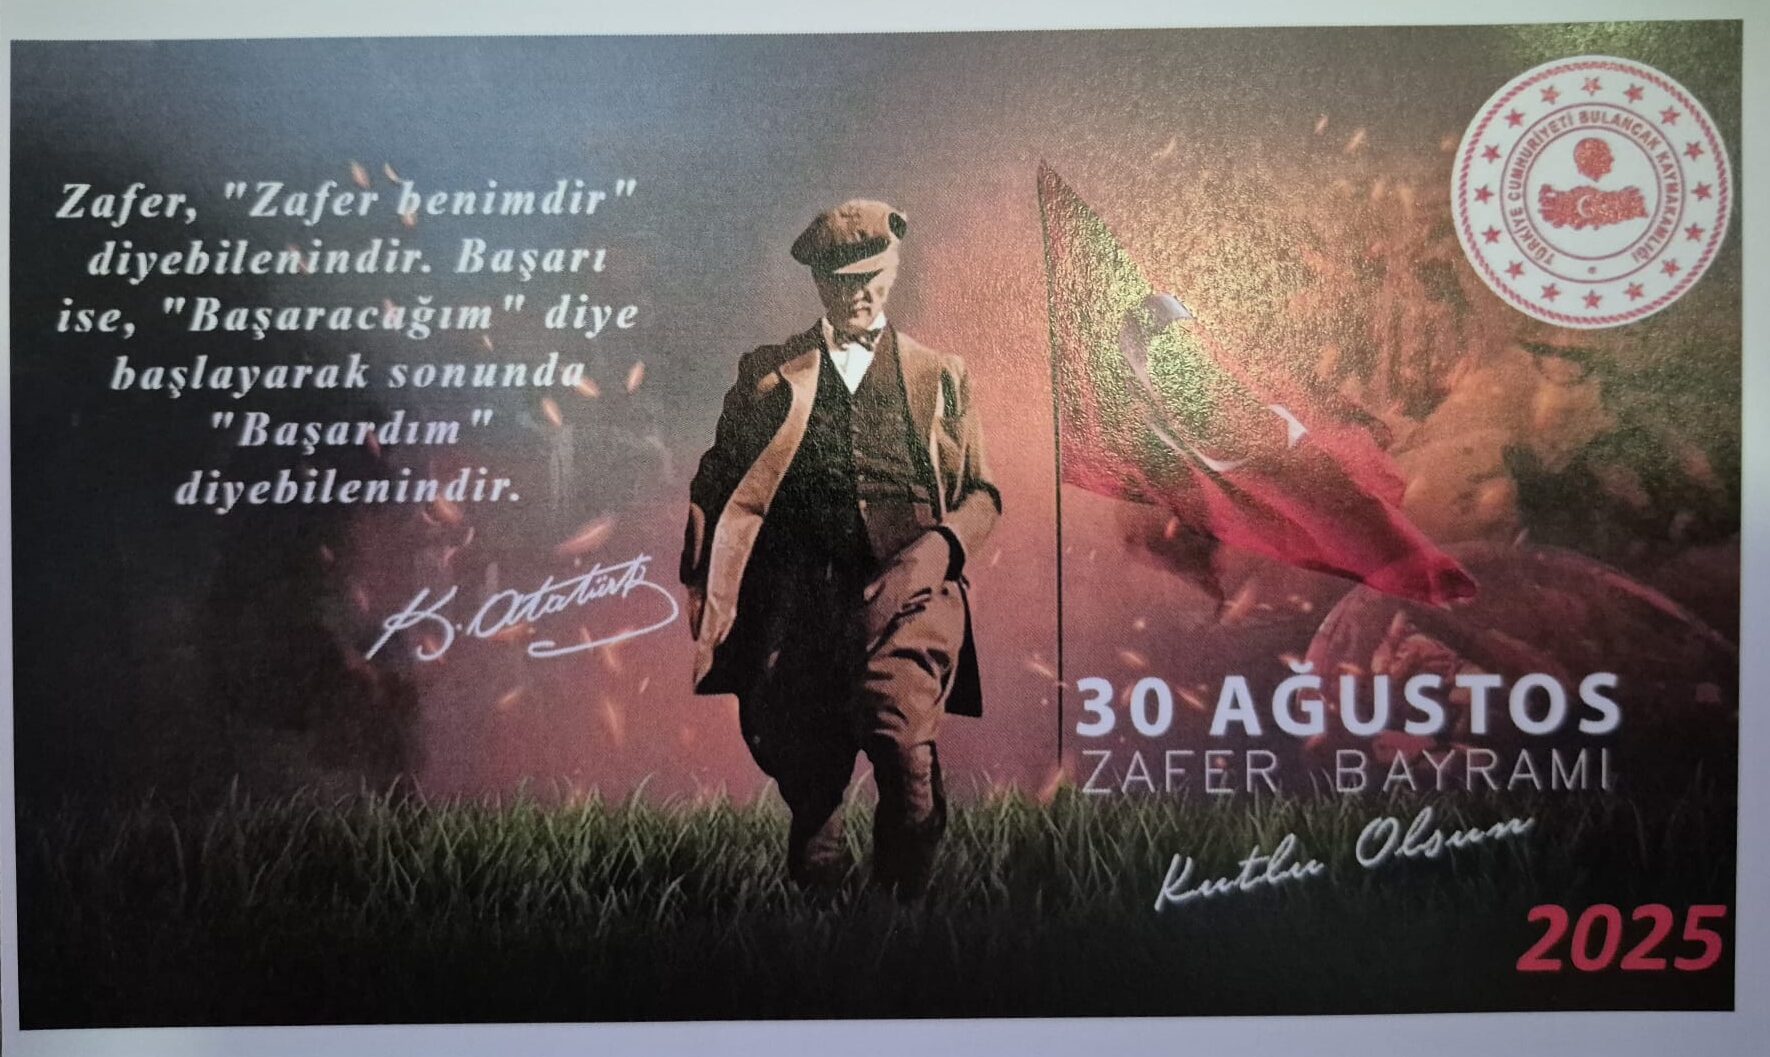 Zafer, "Zafer benimdir"
diyebilenindir. Başarı
ise, "Başaracağım" diye
başlayarak sonunda
"Başardım"
diyebilenindir.
K. Atatürk
TÜRKİYE CUMHURİYETİ BULANCAK KAYMAKAMLIĞI
30 AĞUSTOS
ZAFER BAYRAMI
Kutlu Olsun
2025